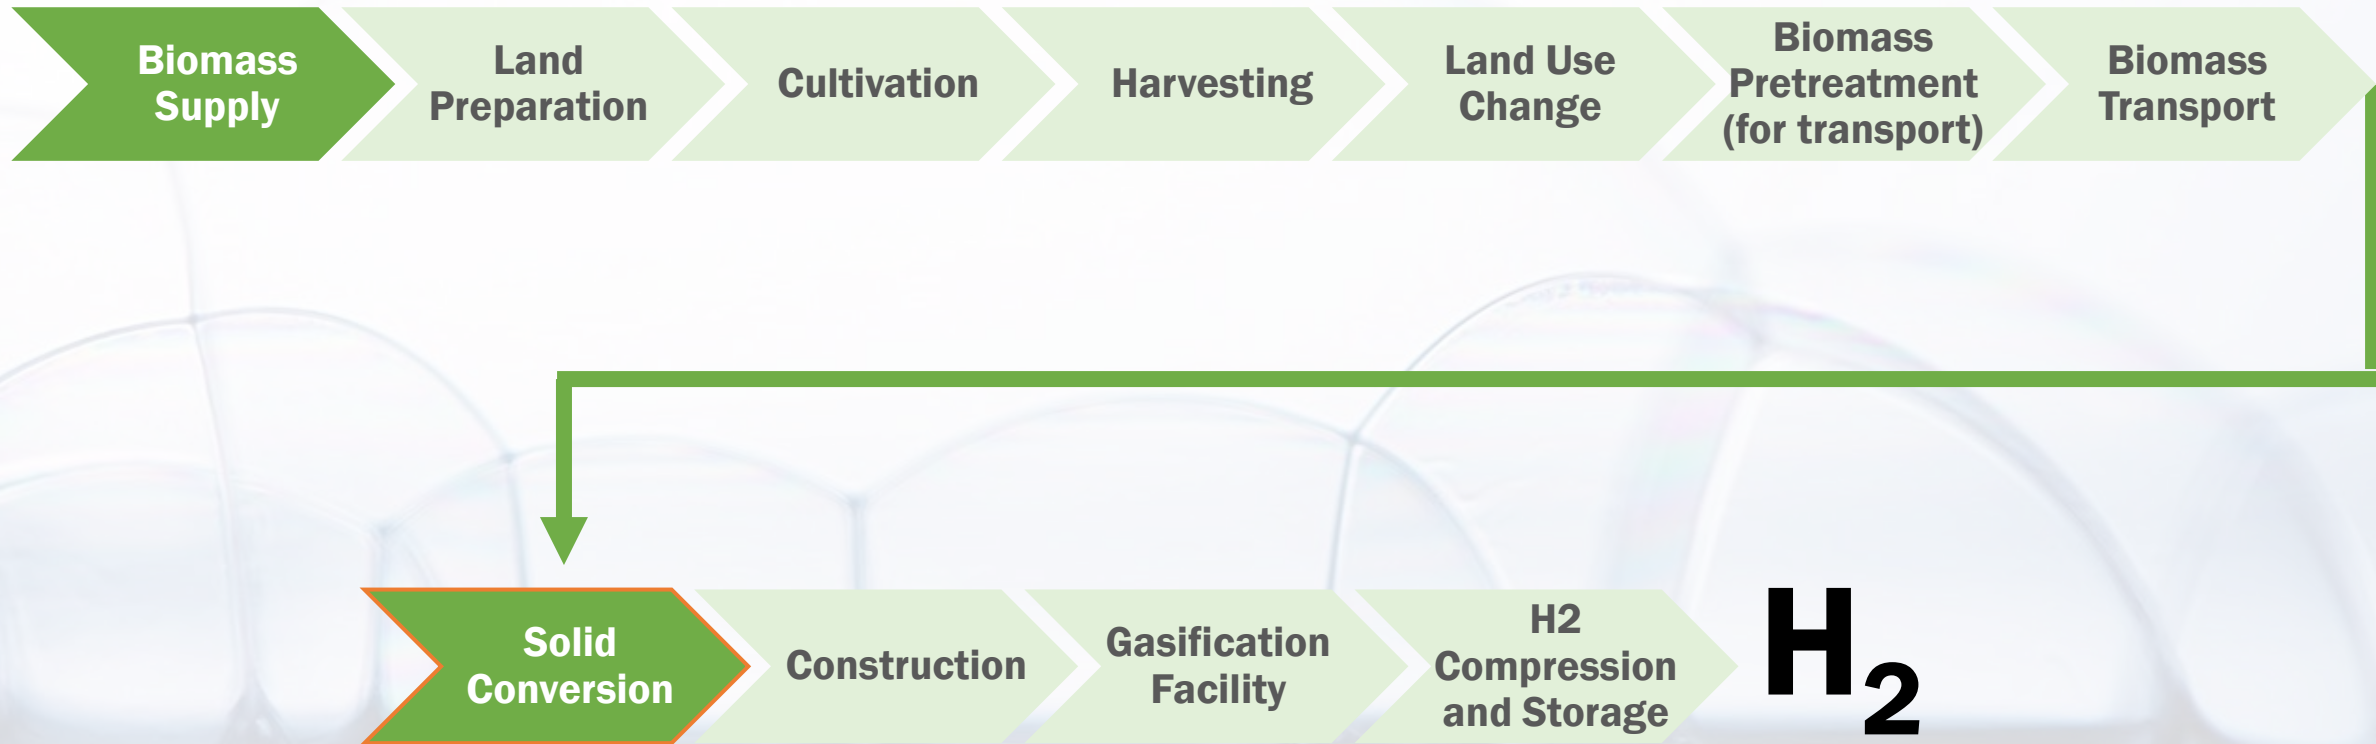 Biomass
Supply
Land
Preparation
Cultivation
Harvesting
Land Use
Change
Biomass
Pretreatment
(for transport)
Biomass
Transport
Solid
Conversion
Construction
Gasification
Facility
H2
Compression
and Storage
H₂